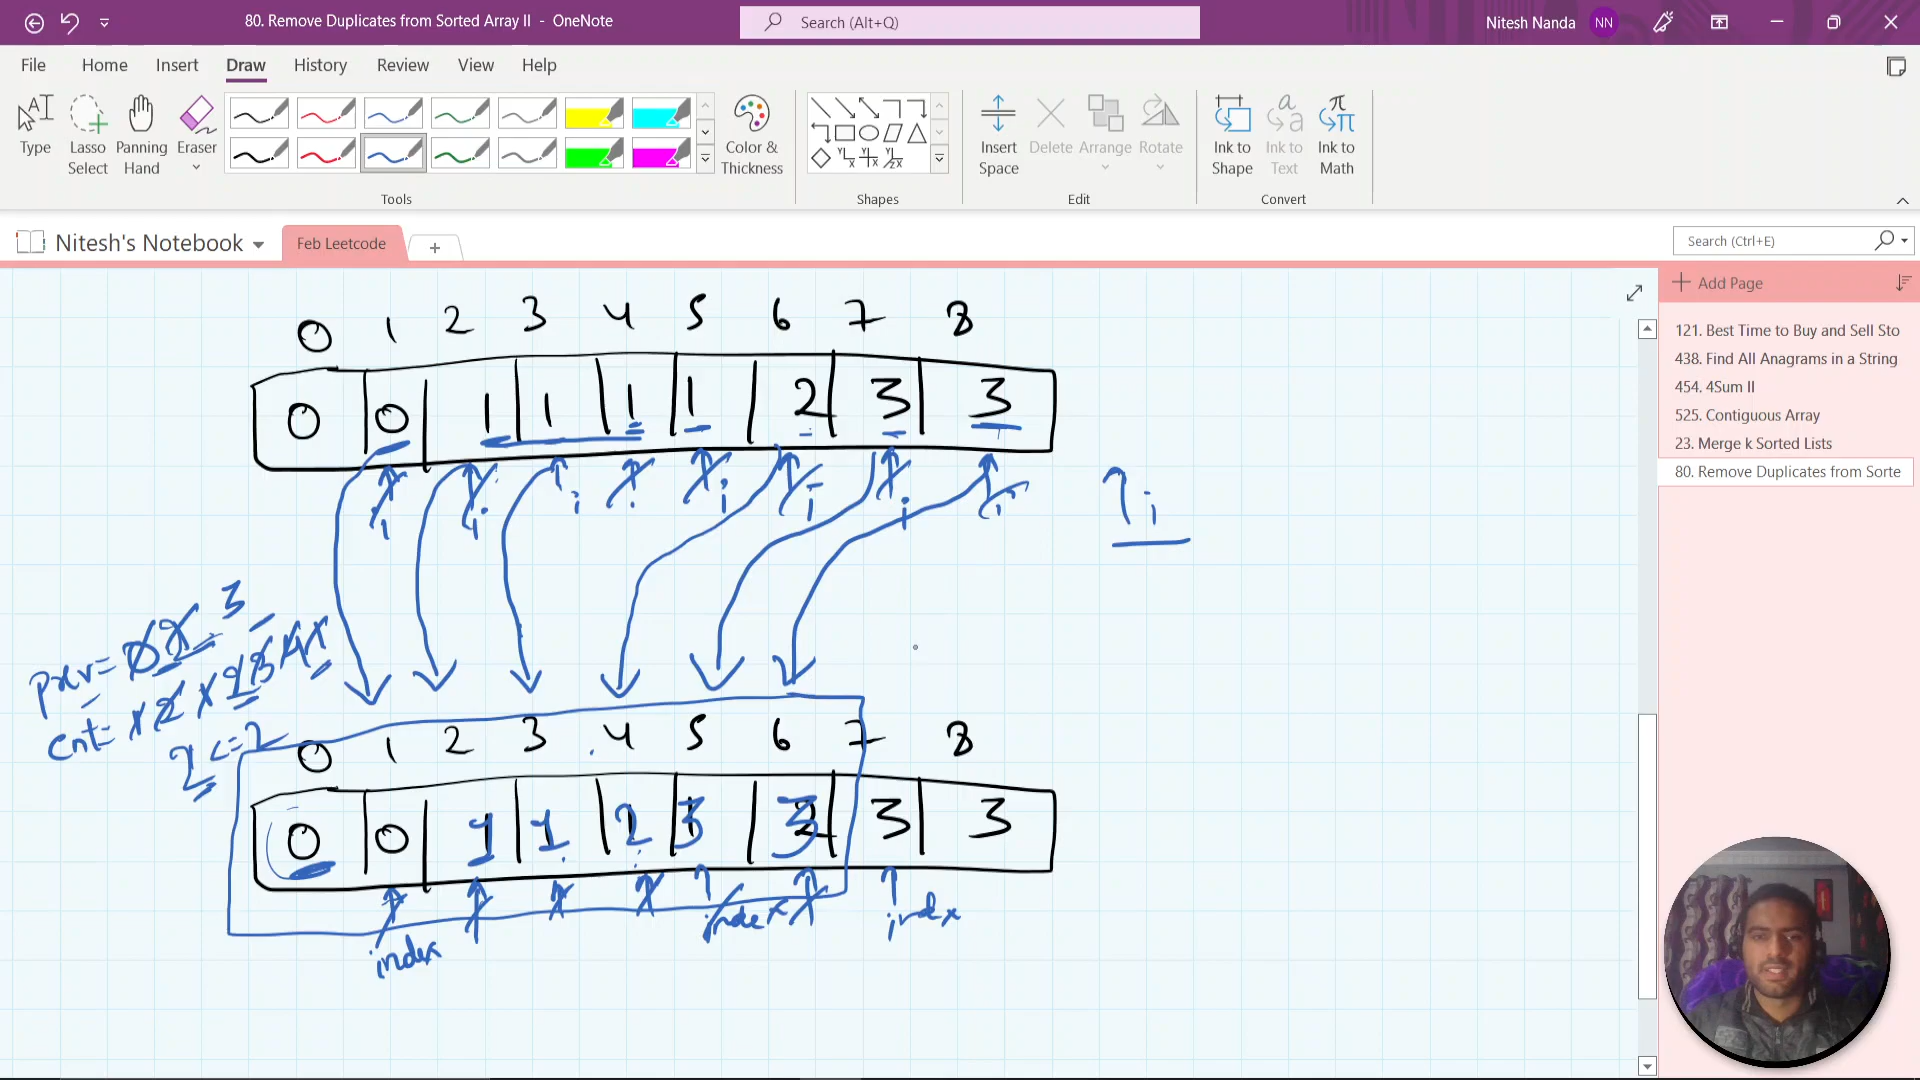 80. Remove Duplicates from Sorted Array II - OneNote
Search (Alt+Q)
Nitesh Nanda NN
File Home Insert Draw History Review View Help
Type
Lasso Select
Panning Hand
Eraser
Color & Thickness
Insert Space
Delete
Arrange
Rotate
Ink to Shape
Ink to Text
Ink to Math
Tools Shapes Edit Convert
Nitesh's Notebook
Feb Leetcode
Search (Ctrl+E)
Add Page
121. Best Time to Buy and Sell Sto
438. Find All Anagrams in a String
454. 4Sum II
525. Contiguous Array
23. Merge k Sorted Lists
80. Remove Duplicates from Sorte
0 1 2 3 4 5 6 7 8
0 0 1 1 1 1 2 3 3
i i i i i i i i
prev= 0 3
cnt=
2 <=2
0 1 2 3 4 5 6 7 8
0 0 1 1 2 3 3 3 3
index index index